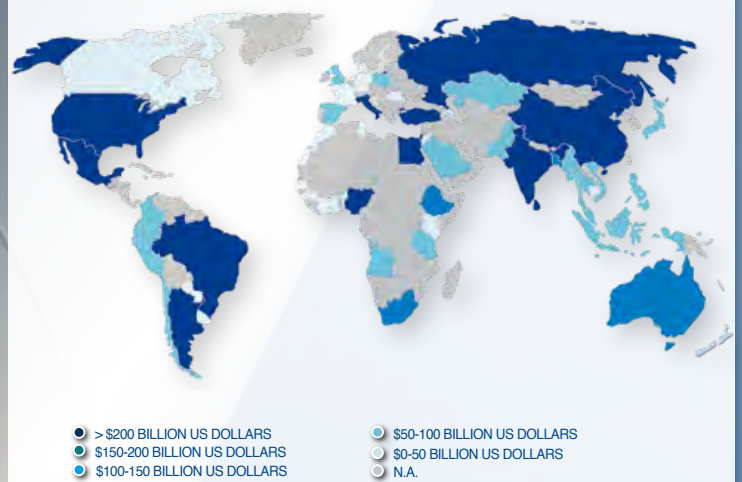 > $200 BILLION US DOLLARS
$150-200 BILLION US DOLLARS
$100-150 BILLION US DOLLARS
$50-100 BILLION US DOLLARS
$0-50 BILLION US DOLLARS
N.A.